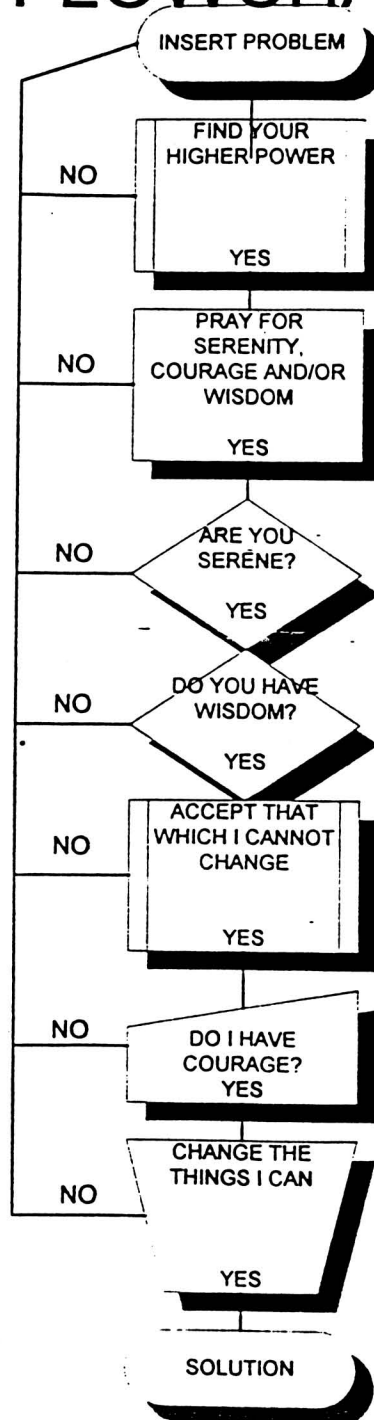 INSERT PROBLEM
FIND YOUR
HIGHER POWER
NO
YES
PRAY FOR
SERENITY,
COURAGE AND/OR
WISDOM
NO
YES
ARE YOU
SERENE?
NO
YES
DO YOU HAVE
WISDOM?
NO
YES
ACCEPT THAT
WHICH I CANNOT
CHANGE
NO
YES
NO
DO I HAVE
COURAGE?
YES
CHANGE THE
THINGS I CAN
NO
YES
SOLUTION